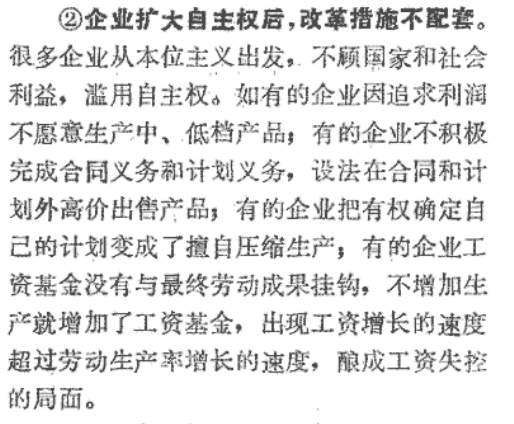 ②企业扩大自主权后，改革措施不配套。
很多企业从本位主义出发，不顾国家和社会
利益，滥用自主权。如有的企业因追求利润
不愿意生产中、低档产品；有的企业不积极
完成合同义务和计划义务，设法在合同和计
划外高价出售产品；有的企业把有权确定自
己的计划变成了擅自压缩生产；有的企业工
资基金没有与最终劳动成果挂钩，不增加生
产就增加了工资基金，出现工资增长的速度
超过劳动生产率增长的速度，酿成工资失控
的局面。